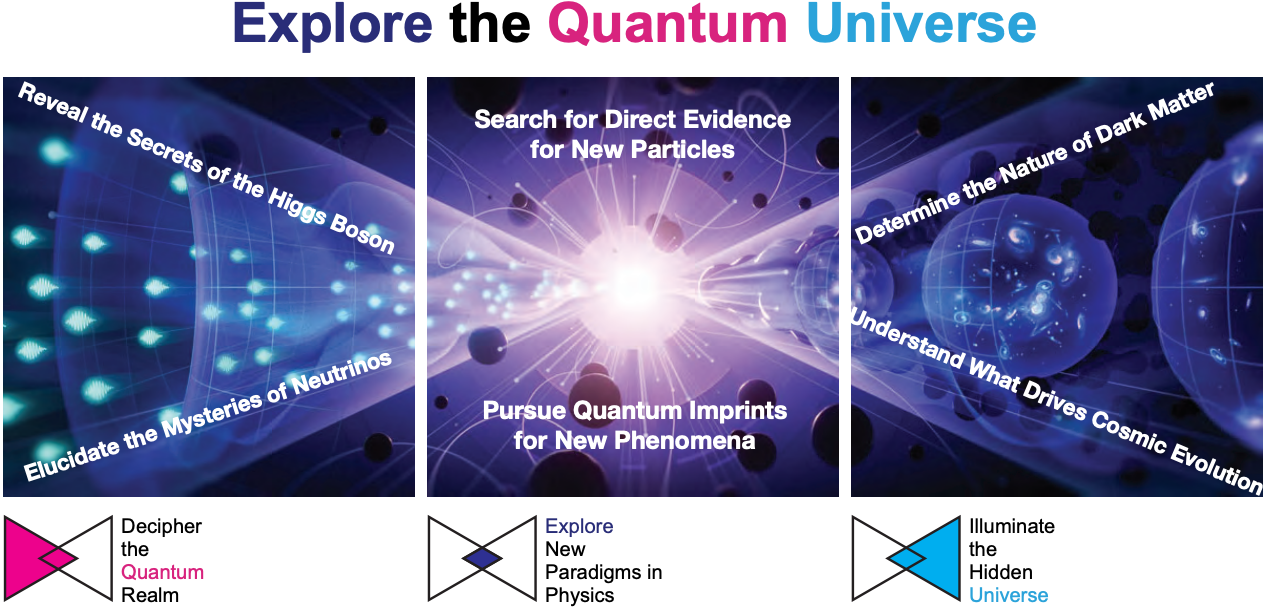 Explore the Quantum Universe
Reveal the Secrets of the Higgs Boson
Elucidate the Mysteries of Neutrinos
Search for Direct Evidence
for New Particles
Pursue Quantum Imprints
for New Phenomena
Determine the Nature of Dark Matter
Understand What Drives Cosmic Evolution
Decipher
the
Quantum
Realm
Explore
New
Paradigms in
Physics
Illuminate
the
Hidden
Universe